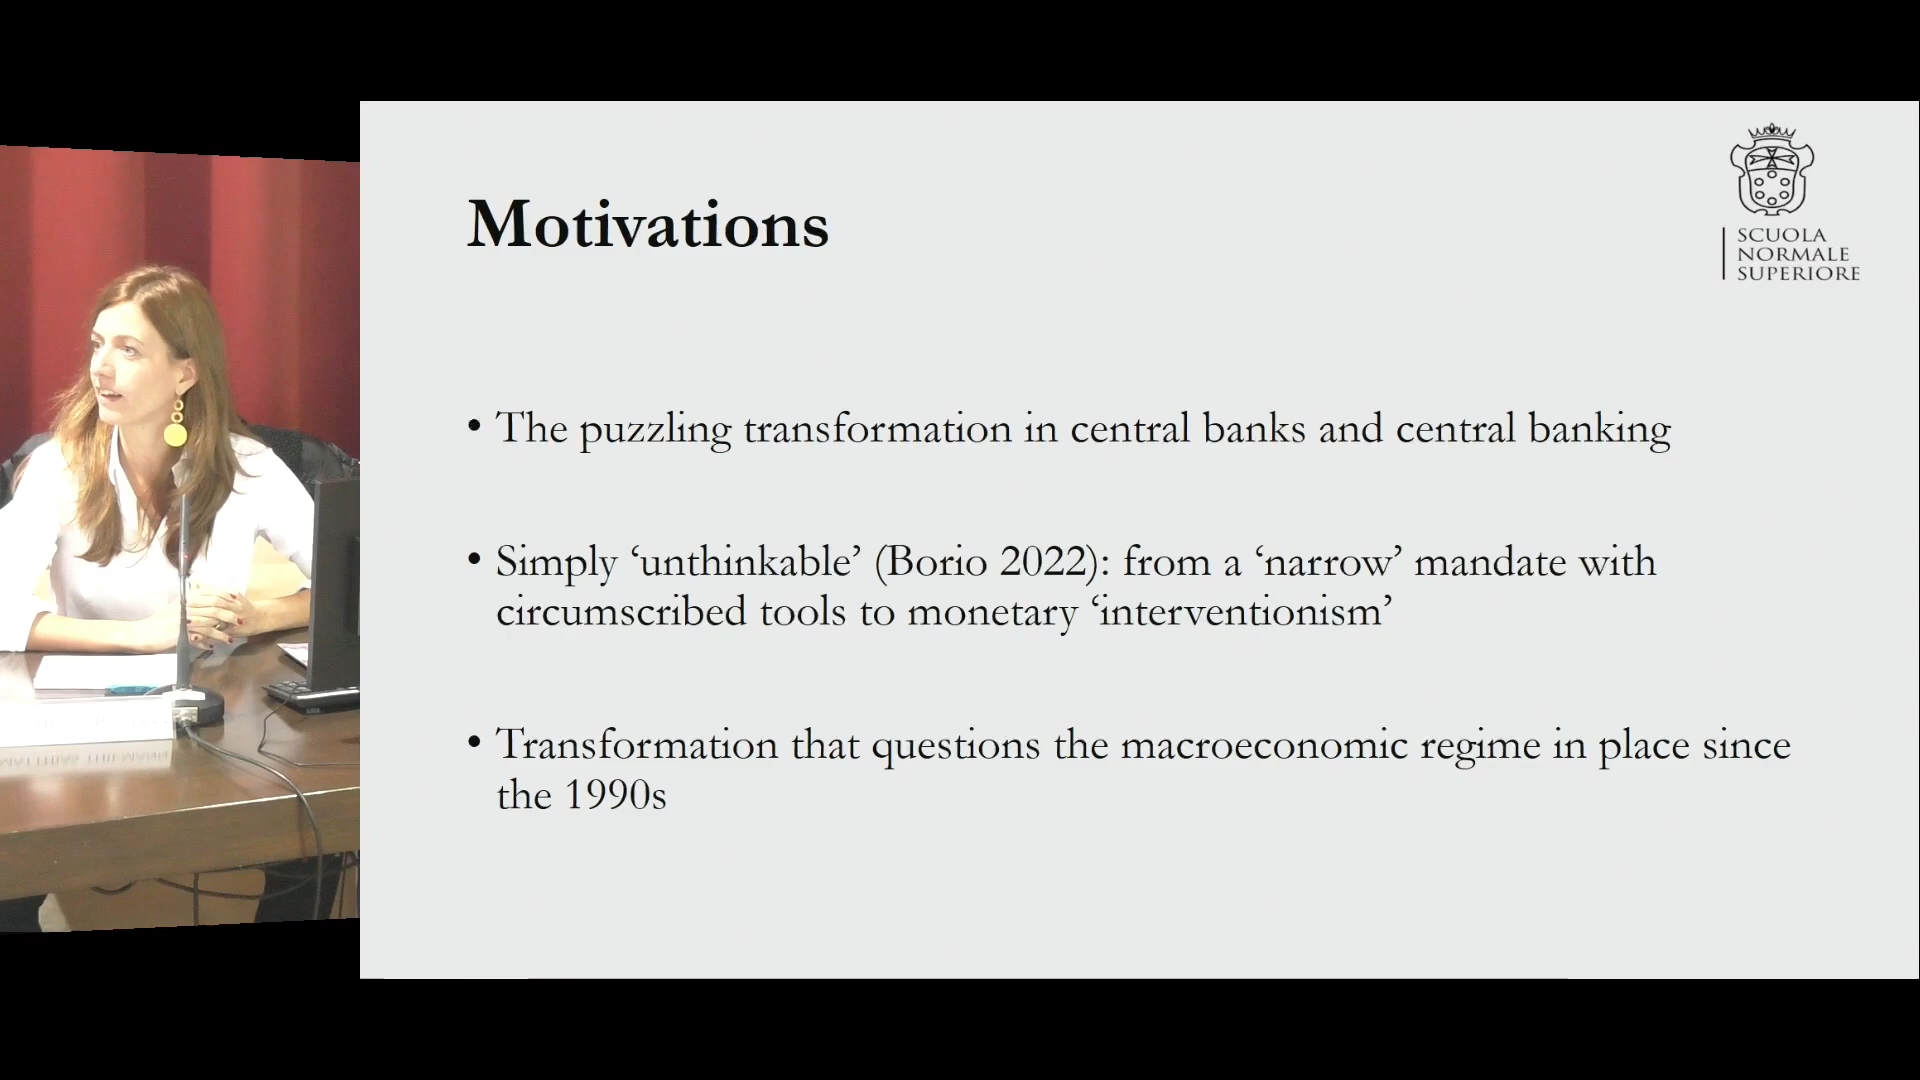 Motivations
SCUOLA
NORMALE
SUPERIORE
• The puzzling transformation in central banks and central banking
• Simply ‘unthinkable’ (Borio 2022): from a ‘narrow’ mandate with
circumscribed tools to monetary ‘interventionism’
• Transformation that questions the macroeconomic regime in place since
the 1990s